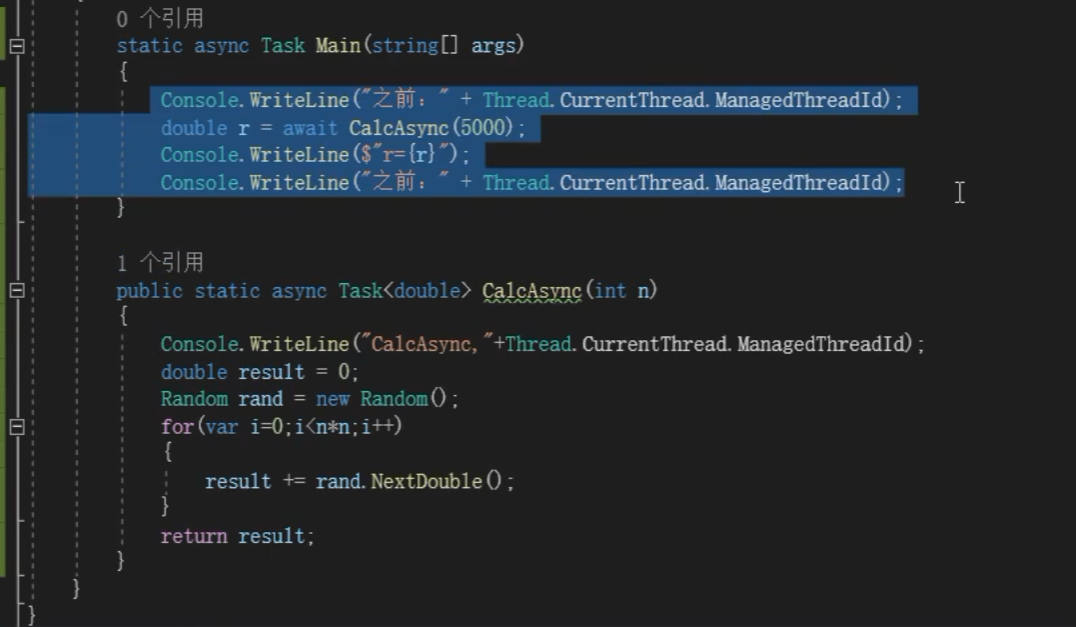 0 个引用
static async Task Main(string[] args)
{
Console.WriteLine("之前：" + Thread.CurrentThread.ManagedThreadId);
double r = await CalcAsync(5000);
Console.WriteLine($"r={r}");
Console.WriteLine("之前：" + Thread.CurrentThread.ManagedThreadId);
}
1 个引用
public static async Task<double> CalcAsync(int n)
{
Console.WriteLine("CalcAsync,"+Thread.CurrentThread.ManagedThreadId);
double result = 0;
Random rand = new Random();
for(var i=0;i<n*n;i++)
{
result += rand.NextDouble();
}
return result;
}
}
}